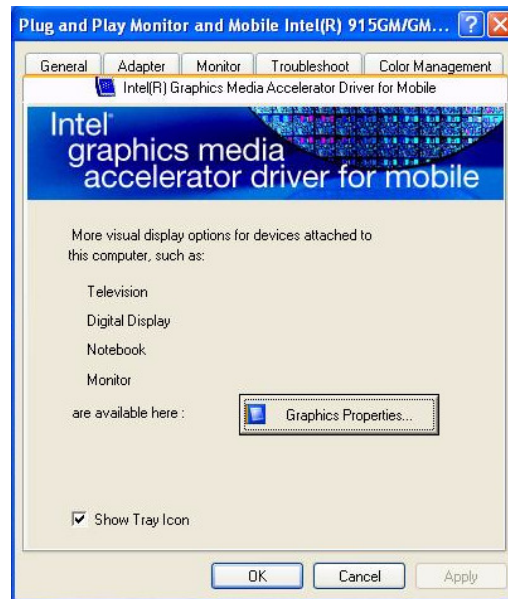 Plug and Play Monitor and Mobile Intel(R) 915GM/GM...
General
Adapter
Monitor
Troubleshoot
Color Management
Intel(R) Graphics Media Accelerator Driver for Mobile
Intel®
graphics media
accelerator driver for mobile
More visual display options for devices attached to
this computer, such as:
Television
Digital Display
Notebook
Monitor
are available here :
Graphics Properties...
Show Tray Icon
OK
Cancel
Apply